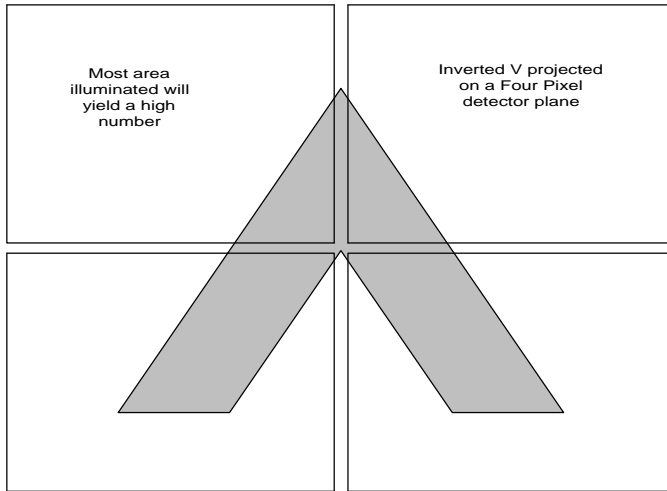 Most area
illuminated will
yield a high
number
Inverted V projected
on a Four Pixel
detector plane